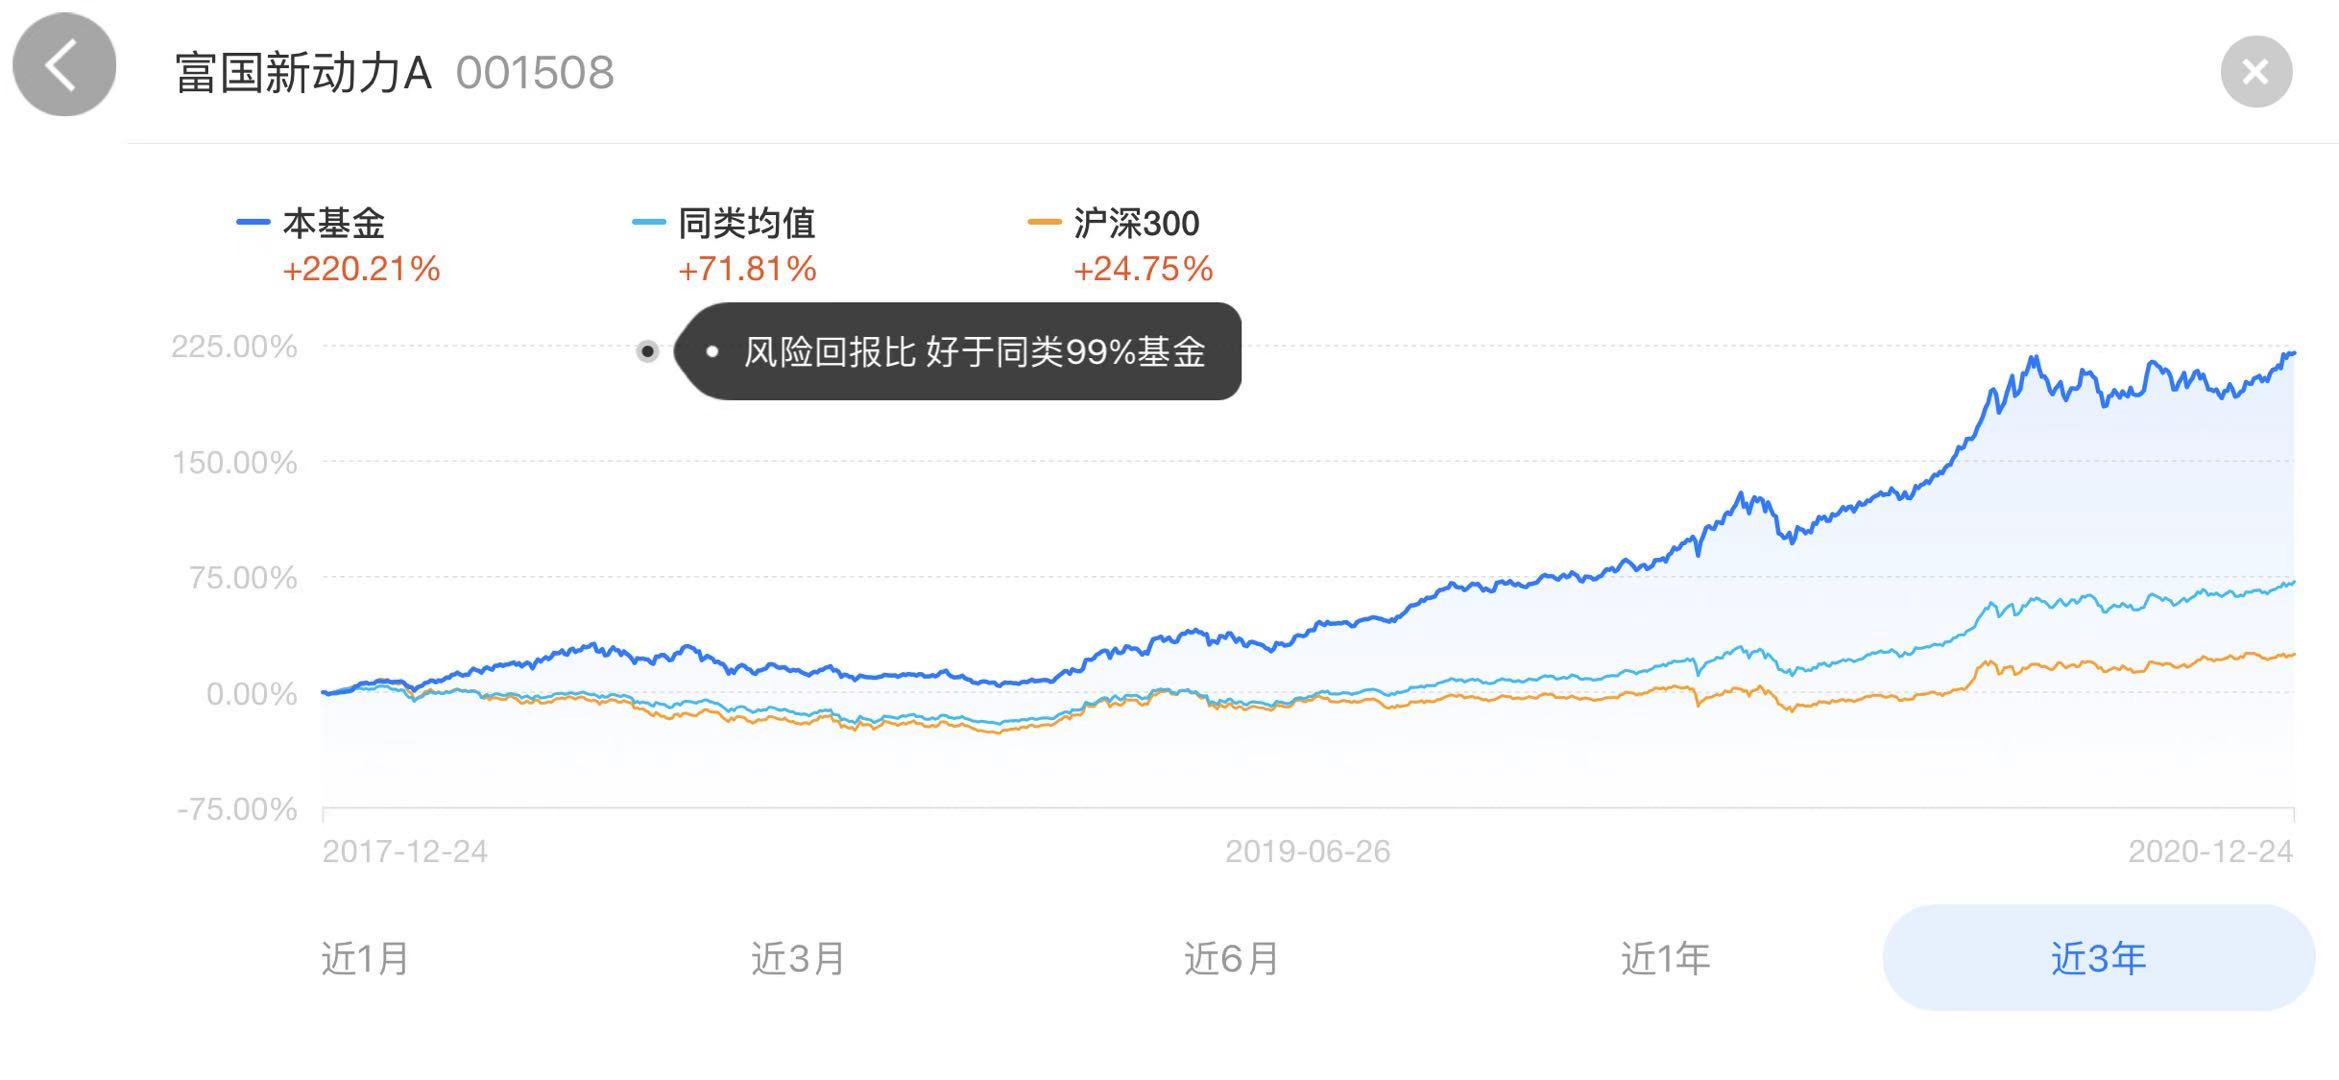 富国新动力A 001508
本基金 同类均值 沪深300
+220.21% +71.81% +24.75%
风险回报比 好于同类99%基金
225.00%
150.00%
75.00%
0.00%
-75.00%
2017-12-24 2019-06-26 2020-12-24
近1月 近3月 近6月 近1年 近3年